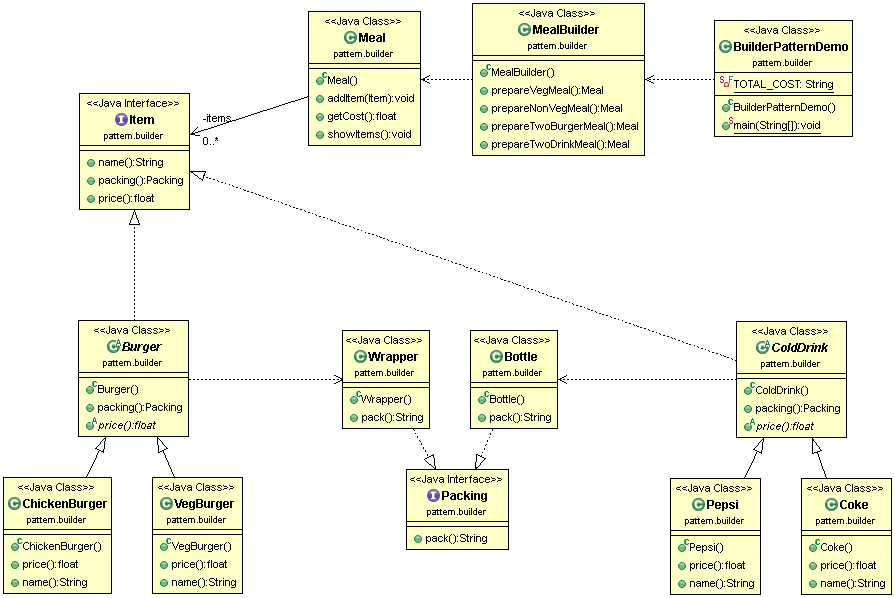 <<Java Class>>
Meal
pattern.builder
Meal()
addItem(Item):void
getCost():float
showItems():void
<<Java Class>>
MealBuilder
pattern.builder
MealBuilder()
prepareVegMeal():Meal
prepareNonVegMeal():Meal
prepareTwoBurgerMeal():Meal
prepareTwoDrinkMeal():Meal
<<Java Class>>
BuilderPatternDemo
pattern.builder
TOTAL_COST: String
BuilderPatternDemo()
main(String[]):void
<<Java Interface>>
Item
pattern.builder
name():String
packing():Packing
price():float
-items
0..*
<<Java Class>>
Burger
pattern.builder
Burger()
packing():Packing
price():float
<<Java Class>>
Wrapper
pattern.builder
Wrapper()
pack():String
<<Java Class>>
Bottle
pattern.builder
Bottle()
pack():String
<<Java Class>>
ColdDrink
pattern.builder
ColdDrink()
packing():Packing
price():float
<<Java Class>>
ChickenBurger
pattern.builder
ChickenBurger()
price():float
name():String
<<Java Class>>
VegBurger
pattern.builder
VegBurger()
price():float
name():String
<<Java Interface>>
Packing
pattern.builder
pack():String
<<Java Class>>
Pepsi
pattern.builder
Pepsi()
price():float
name():String
<<Java Class>>
Coke
pattern.builder
Coke()
price():float
name():String